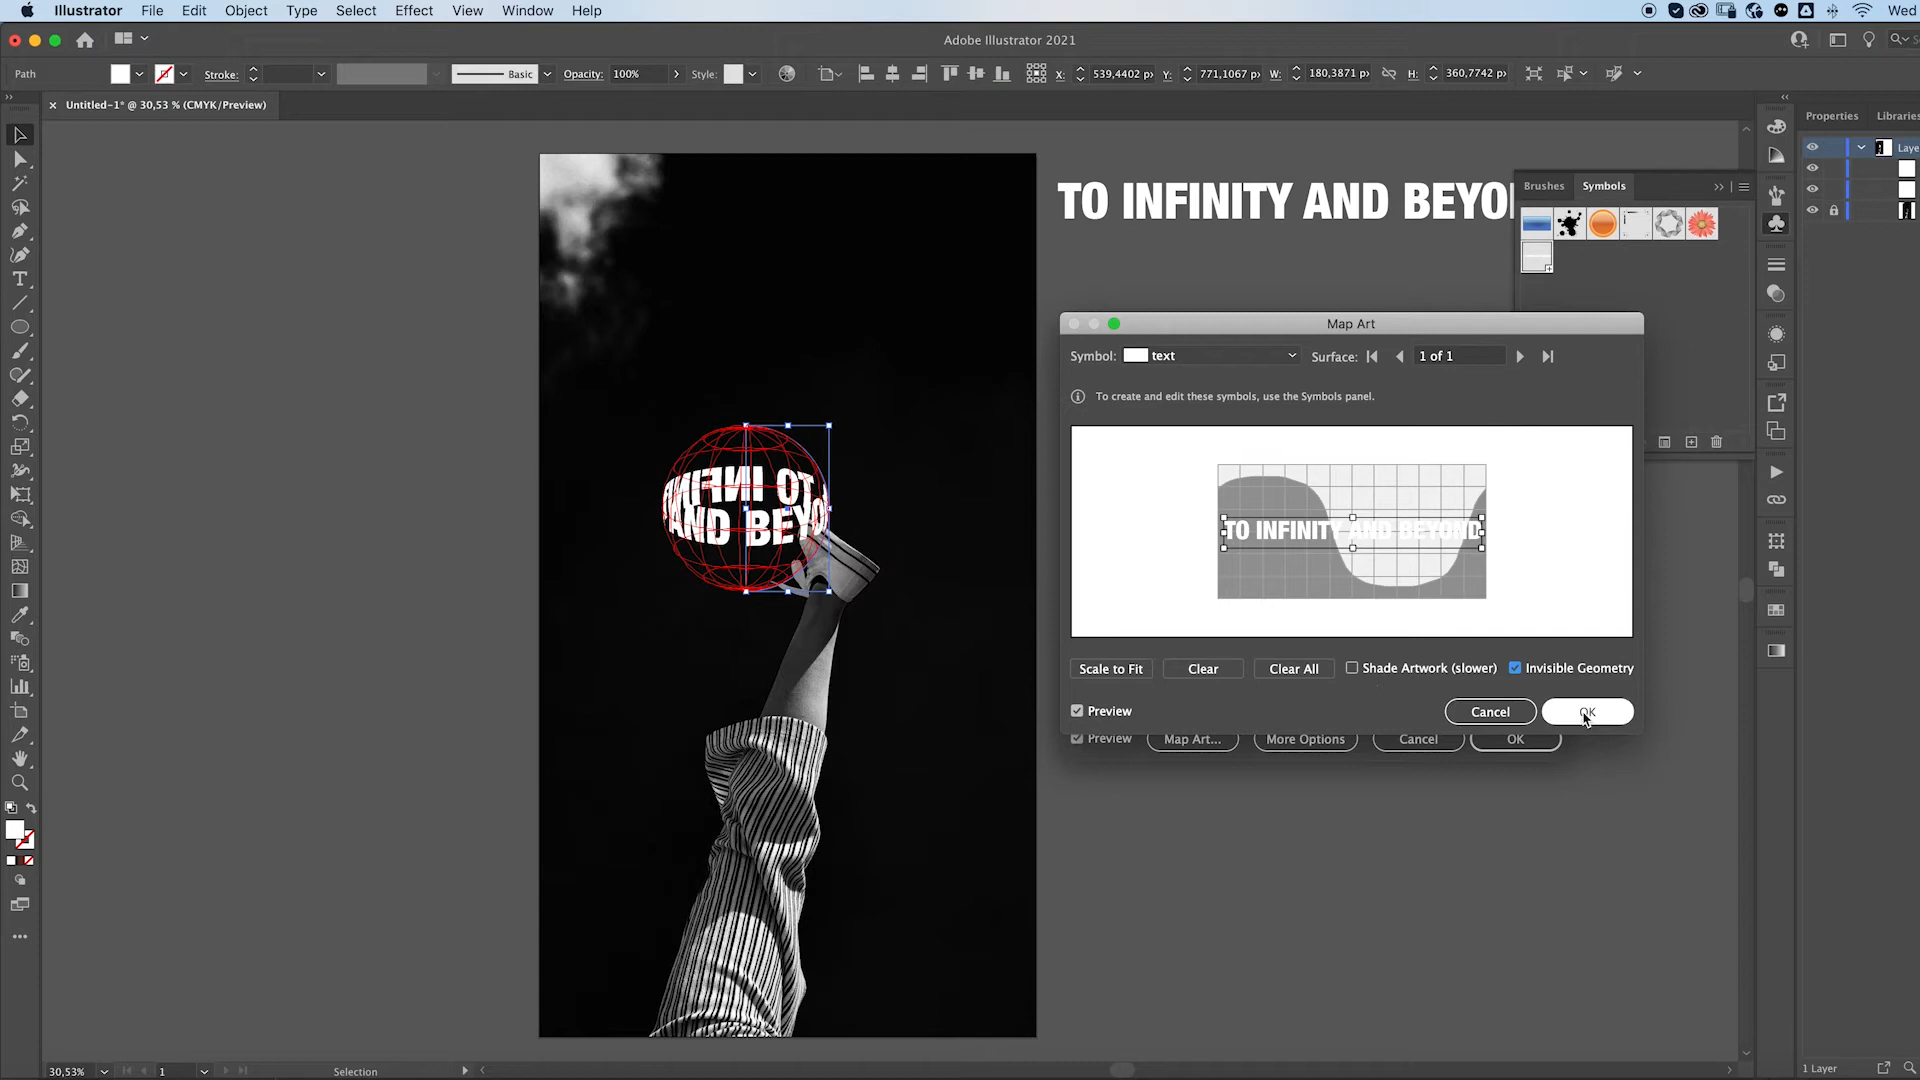 Illustrator File Edit Object Type Select Effect View Window Help Wed
Adobe Illustrator 2021
Path Stroke: Basic Opacity: 100% Style: X: 539,4402 px Y: 771,1067 px W: 180,3871 px H: 360,7742 px
Untitled-1* @ 30,53 % (CMYK/Preview)
Properties Libraries
Laye
TO INFINITY AND BEYO
Brushes Symbols
Map Art
Symbol: text Surface: 1 of 1
To create and edit these symbols, use the Symbols panel.
TO INFINITY AND BEYOND
TO INFINI
AND BEYO
Scale to Fit Clear Clear All Shade Artwork (slower) Invisible Geometry
Preview Cancel OK
Preview Map Art... More Options Cancel OK
30,53% 1 Selection 1 Layer